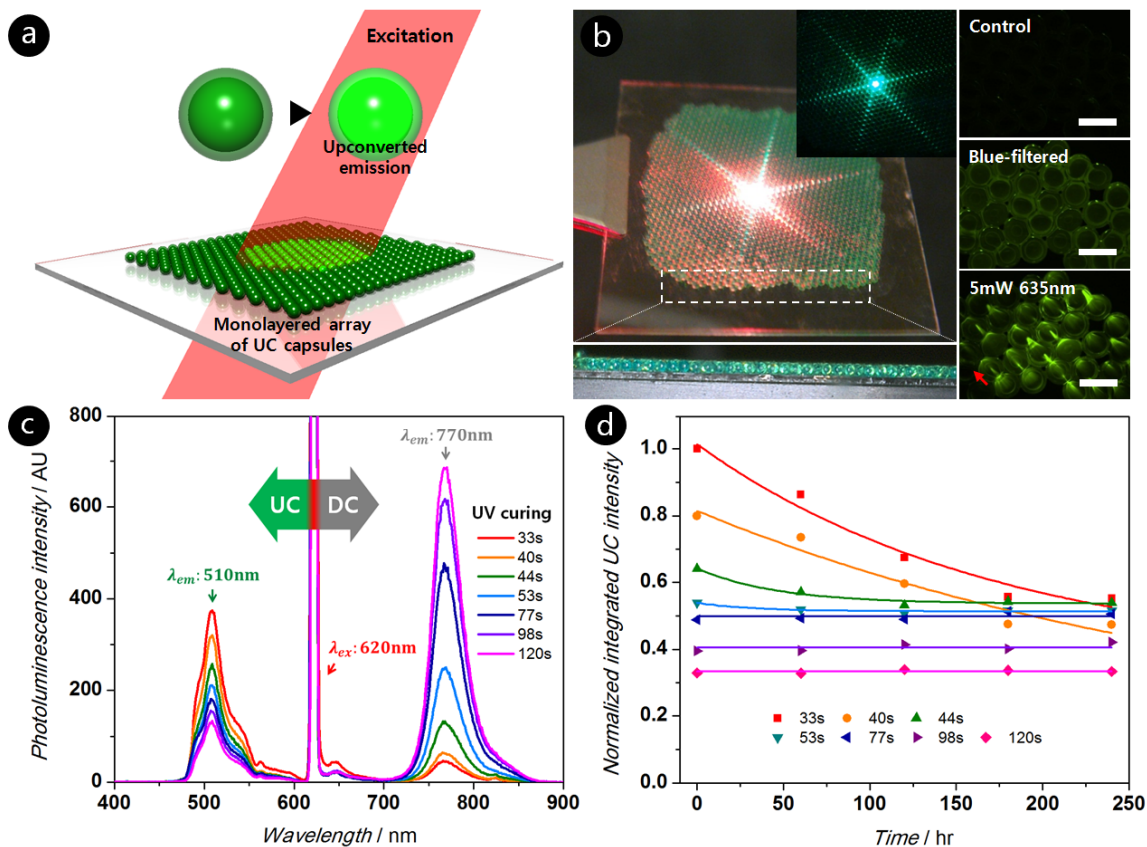 a
Excitation
Upconverted
emission
Monolayered array
of UC capsules
b
Control
Blue-filtered
5mW 635nm
c
Photoluminescence intensity / AU
800
600
400
200
0
400
500
600
700
800
900
Wavelength / nm
λem: 510nm
UC
DC
λex: 620nm
λem: 770nm
UV curing
33s
40s
44s
53s
77s
98s
120s
d
Normalized integrated UC intensity
1.0
0.8
0.6
0.4
0.2
0.0
33s
40s
44s
53s
77s
98s
120s
0
50
100
150
200
250
Time / hr